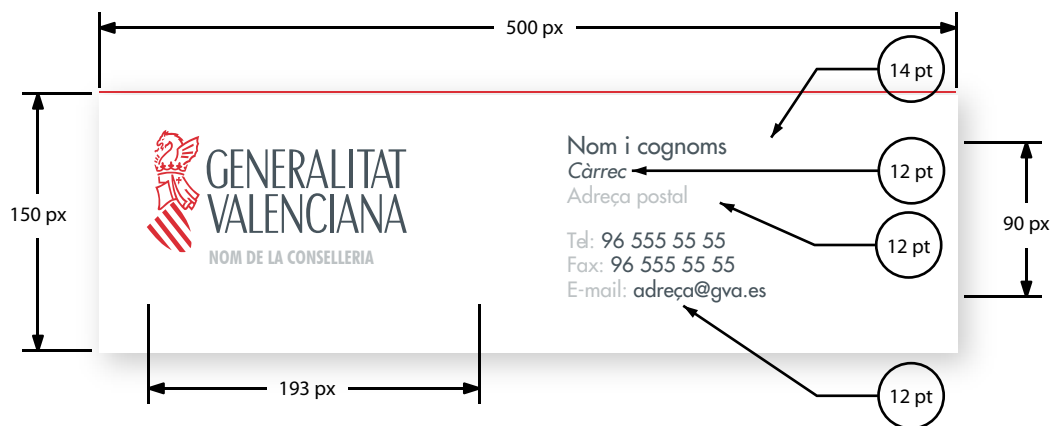 500 px
14 pt
GENERALITAT
VALENCIANA
NOM DE LA CONSELLERIA
Nom i cognoms
Càrrec
12 pt
Adreça postal
150 px
90 px
12 pt
Tel: 96 555 55 55
Fax: 96 555 55 55
E-mail: adreça@gva.es
193 px
12 pt